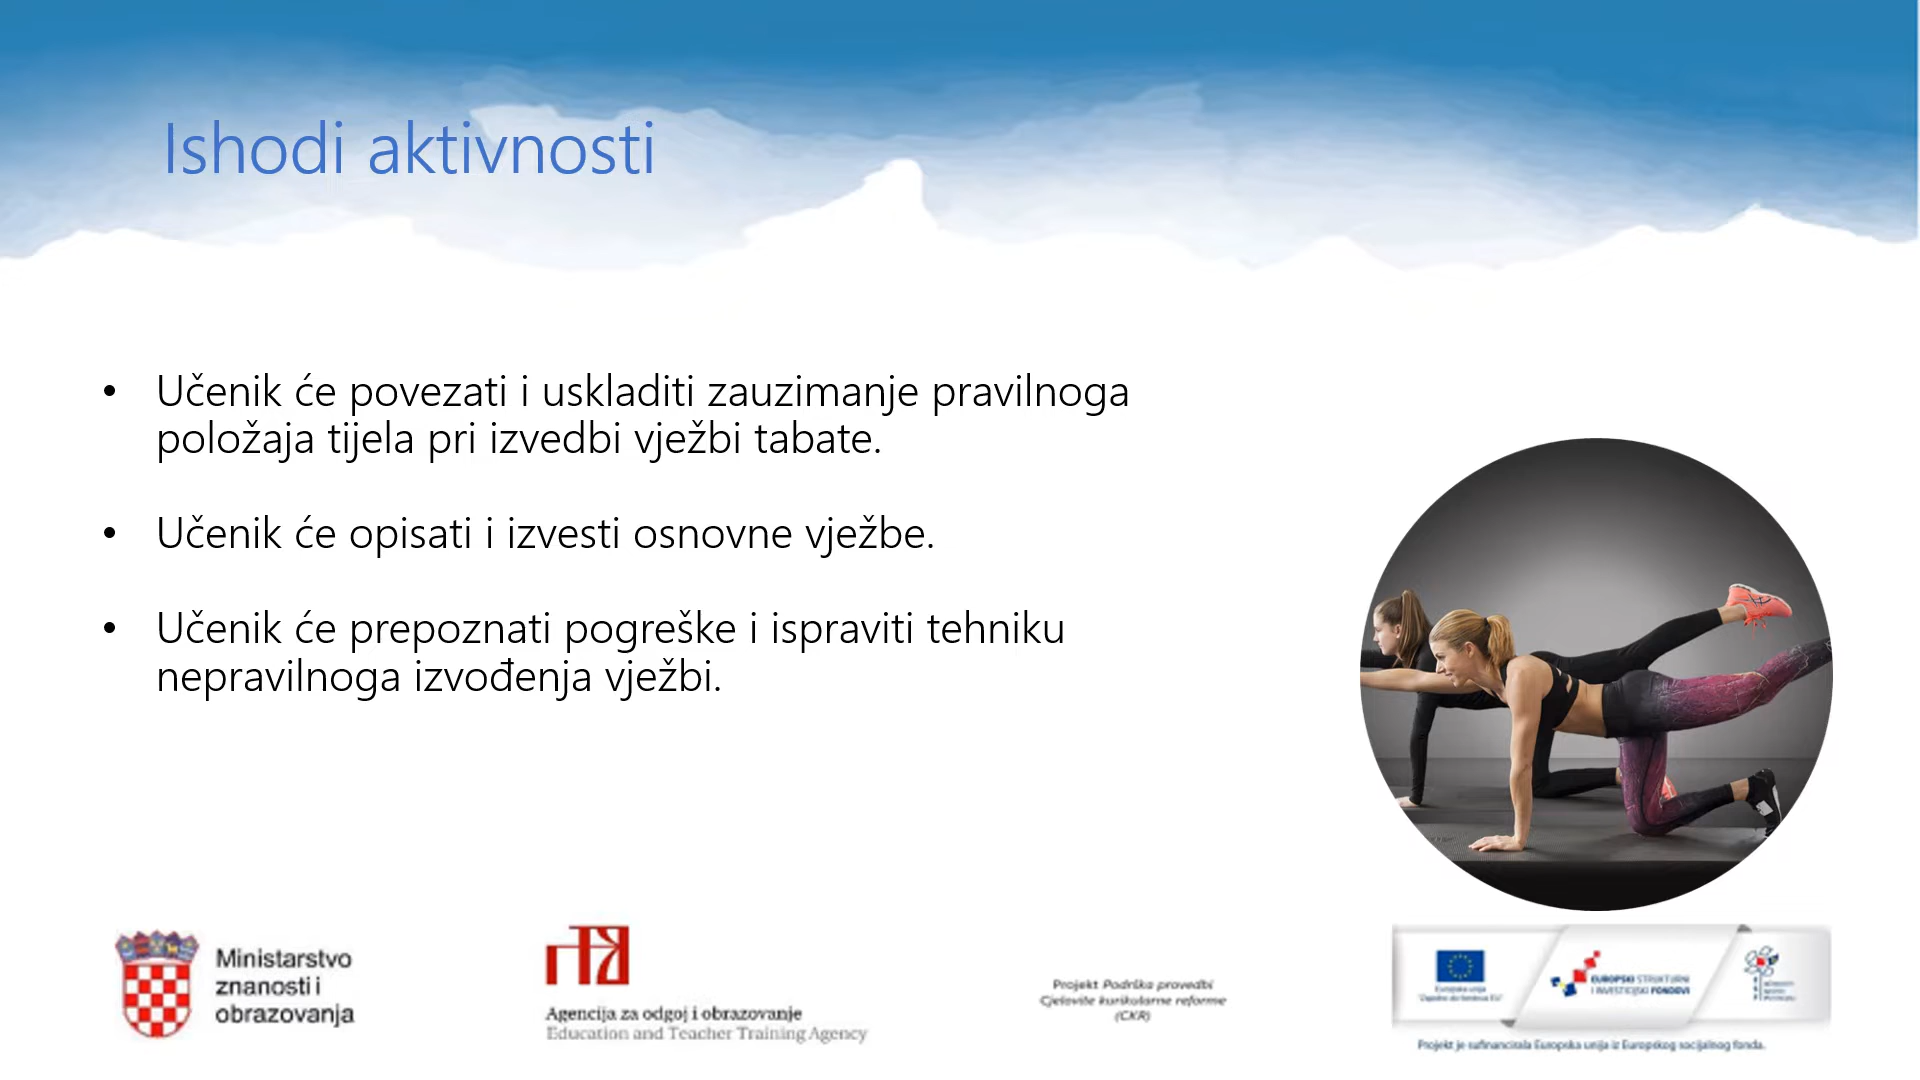 Ishodi aktivnosti
• Učenik će povezati i uskladiti zauzimanje pravilnoga
položaja tijela pri izvedbi vježbi tabate.
• Učenik će opisati i izvesti osnovne vježbe.
• Učenik će prepoznati pogreške i ispraviti tehniku
nepravilnoga izvođenja vježbi.
Ministarstvo
znanosti i
obrazovanja
Agencija za odgoj i obrazovanje
Education and Teacher Training Agency
Projekt Podrška provedbi
Cjelovite kurikularne reforme
(CKR)
Europska unija
EUROPSKI STRUKTURNI
I INVESTICIJSKI FONDOVI
Projekt je sufinancirala Europska unija iz Europskog socijalnog fonda.